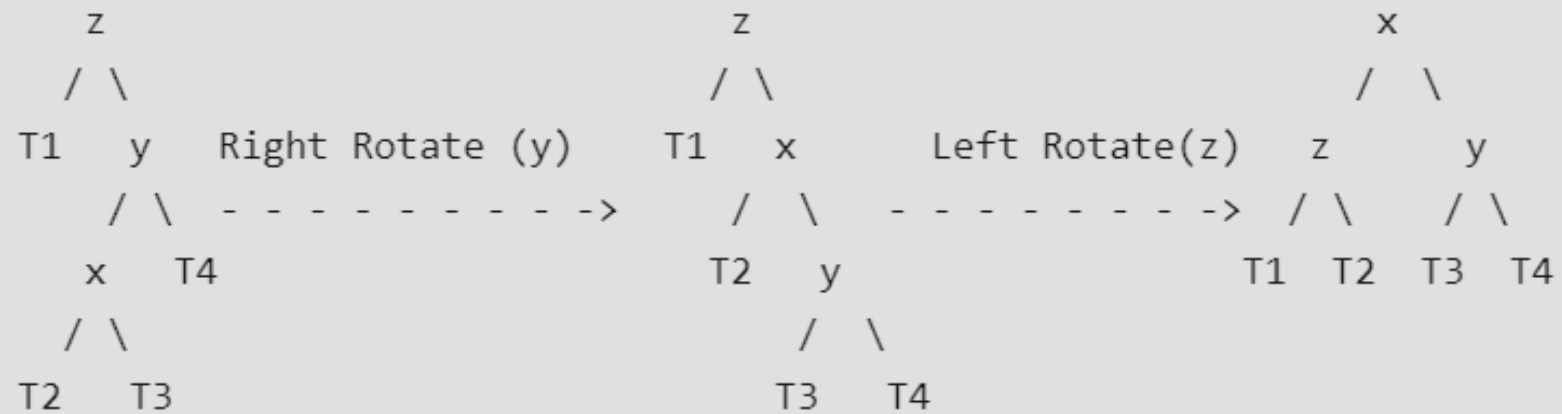 z                                           z                                           x
  / \                                         / \                                        /   \
T1   y   Right Rotate (y)      T1   x         Left Rotate(z)     z          y
     / \  - - - - - - - - ->        /   \     - - - - - - - ->   / \      / \
    x   T4                          T2   y                              T1  T2  T3  T4
   / \                                   /   \
T2   T3                               T3    T4